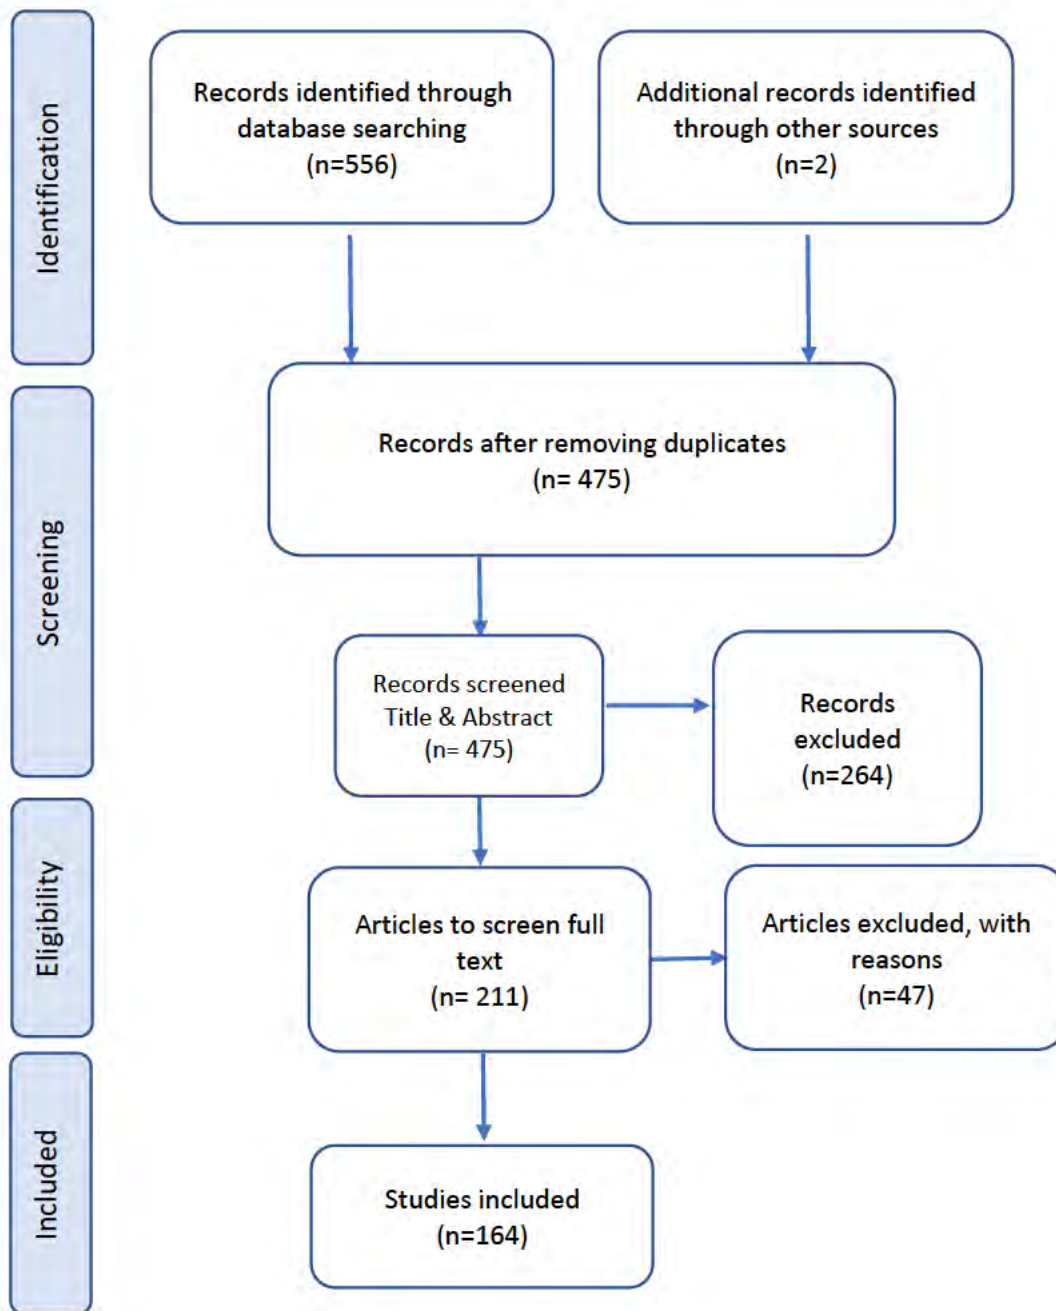 Identification
Records identified through
database searching
(n=556)
Additional records identified
through other sources
(n=2)
Screening
Records after removing duplicates
(n= 475)
Records screened
Title & Abstract
(n= 475)
Records
excluded
(n=264)
Eligibility
Articles to screen full
text
(n= 211)
Articles excluded, with
reasons
(n=47)
Included
Studies included
(n=164)